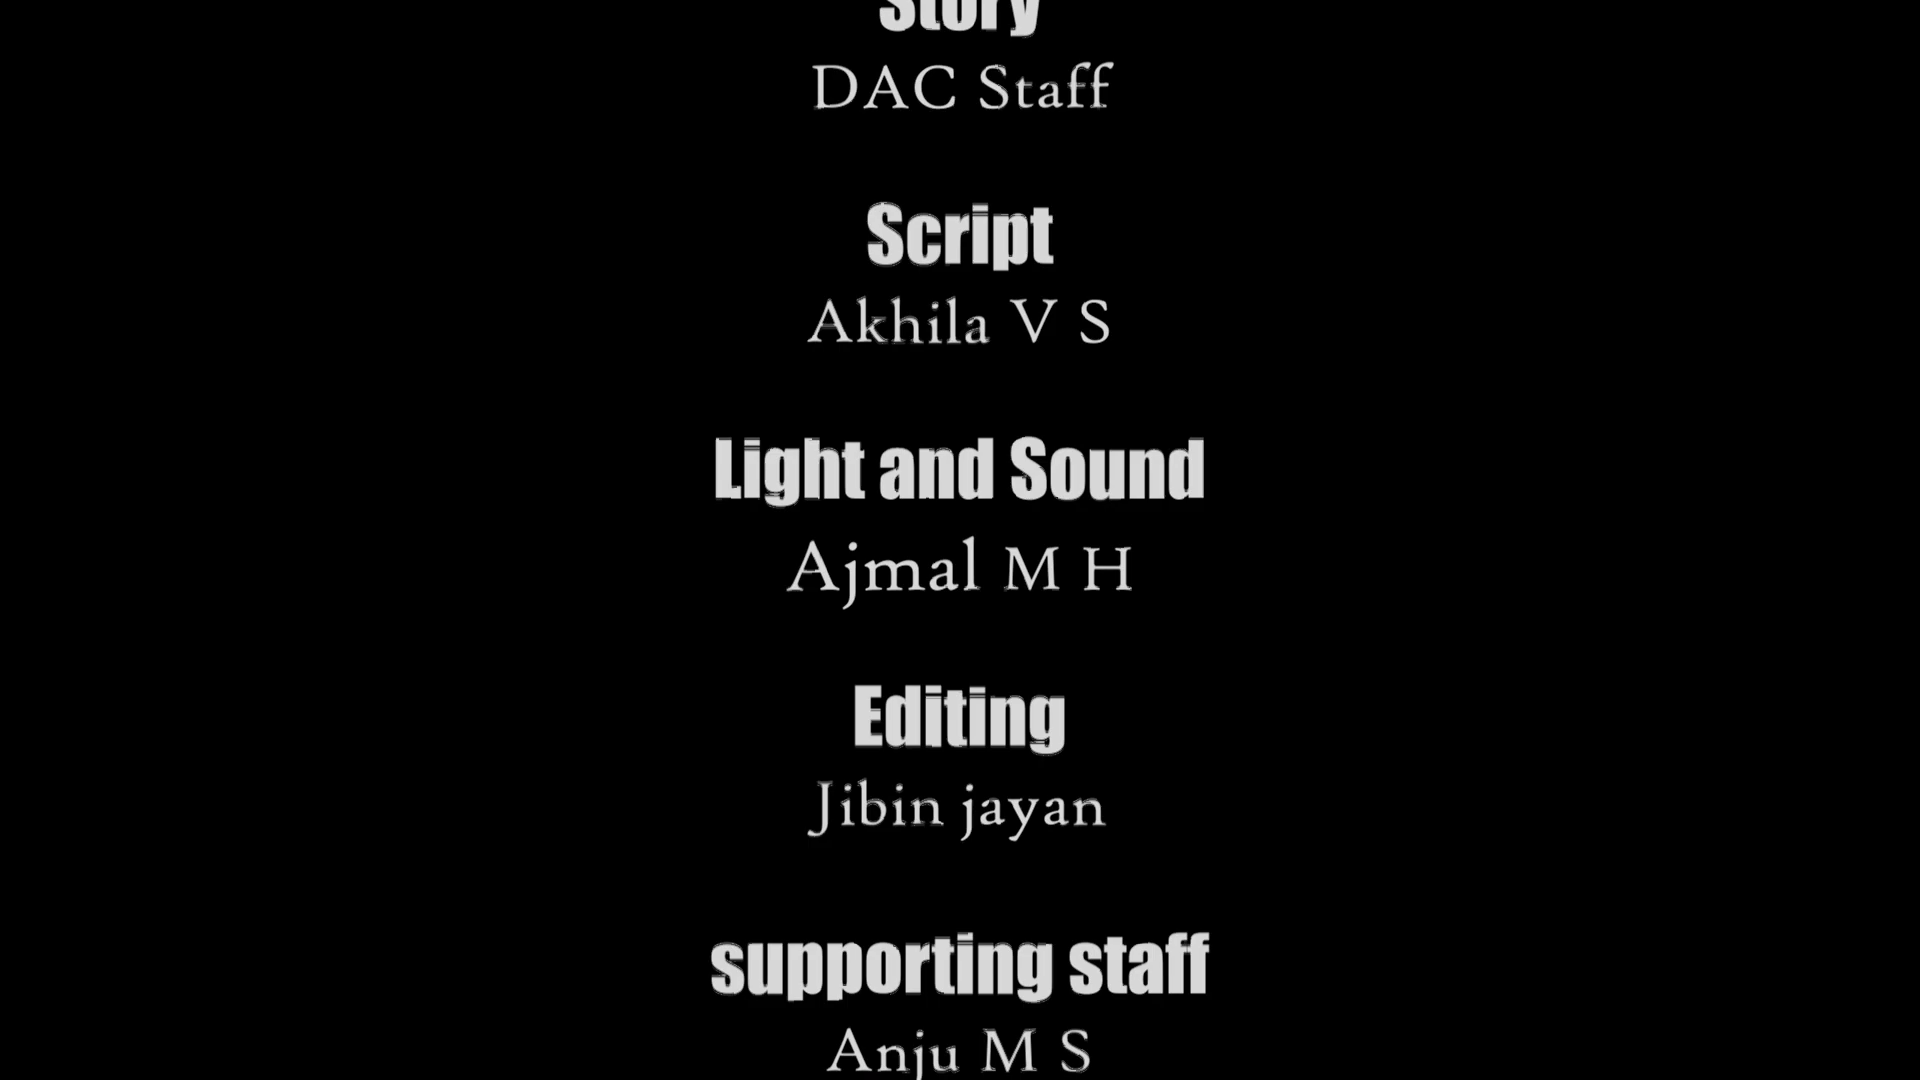 Story
DAC Staff
Script
Akhila V S
Light and Sound
Ajmal M H
Editing
Jibin jayan
supporting staff
Anju M S